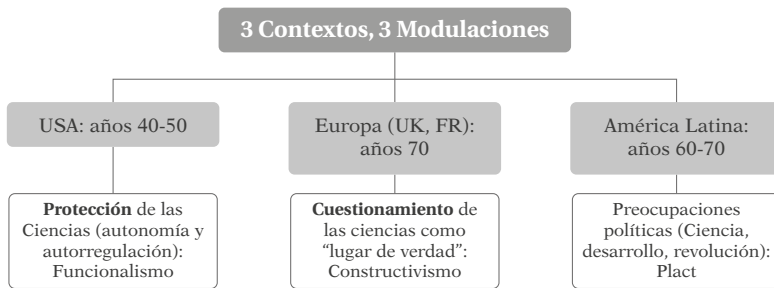 3 Contextos, 3 Modulaciones
USA: años 40-50
Europa (UK, FR):
años 70
América Latina:
años 60-70
Protección de las
Ciencias (autonomía y
autorregulación):
Funcionalismo
Cuestionamiento de
las ciencias como
“lugar de verdad”:
Constructivismo
Preocupaciones
políticas (Ciencia,
desarrollo, revolución):
Plact